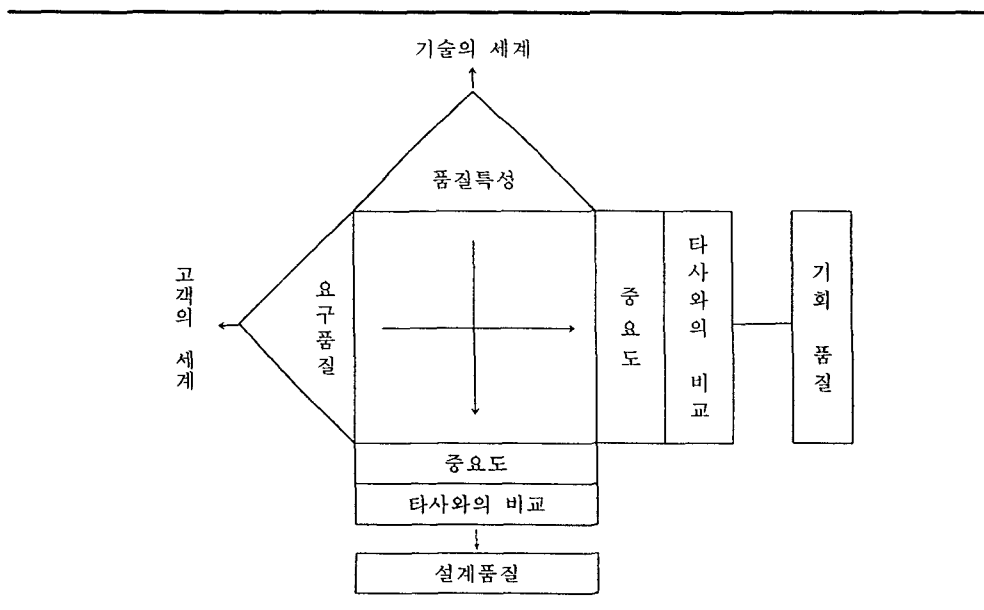 기술의 세계
품질특성
고객의 세계
요구품질
중요도
타사와의 비교
기회 품질
중요도
타사와의 비교
설계품질